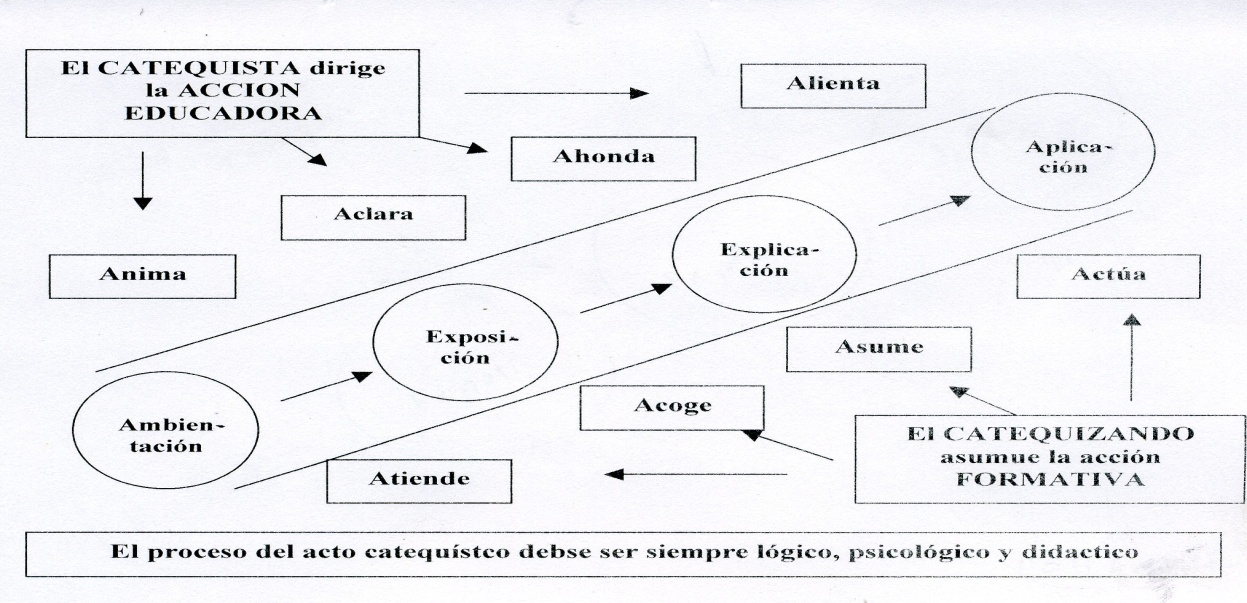 El CATEQUISTA dirige
la ACCION
EDUCADORA
Alienta
Ahonda
Aclara
Anima
Aplica-
ción
Explica-
ción
Exposi-
ción
Ambien-
tación
Actúa
Asume
Acoge
Atiende
El CATEQUIZANDO
asumue la acción
FORMATIVA
El proceso del acto catequístco debse ser siempre lógico, psicológico y didactico